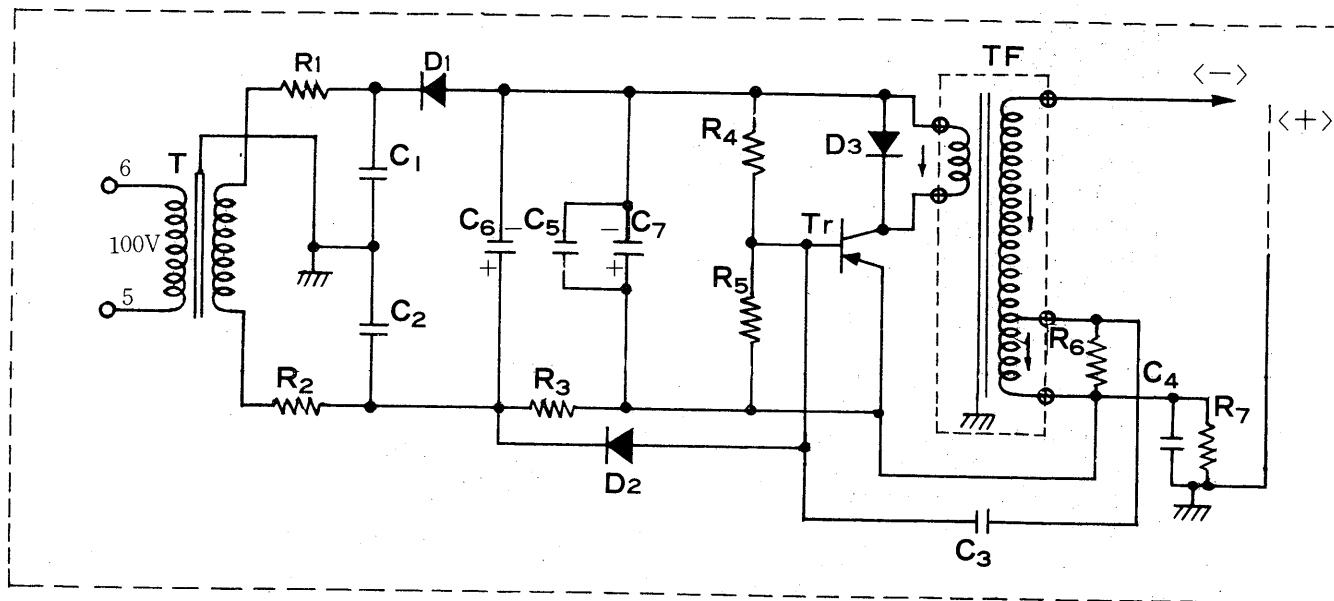 TF
<−>
<+>
R1
D1
R4
D3
C1
6
T
100V
5
C6
−
+
C5
−
+
C7
Tr
R5
C2
R6
C4
R7
R2
R3
D2
C3